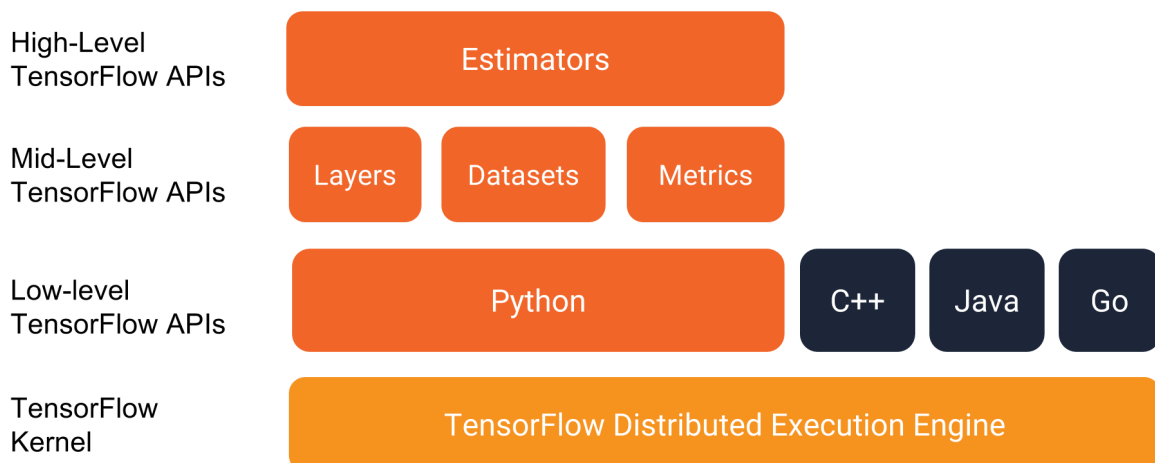 High-Level
TensorFlow APIs
Estimators
Mid-Level
TensorFlow APIs
Layers
Datasets
Metrics
Low-level
TensorFlow APIs
Python
C++
Java
Go
TensorFlow
Kernel
TensorFlow Distributed Execution Engine